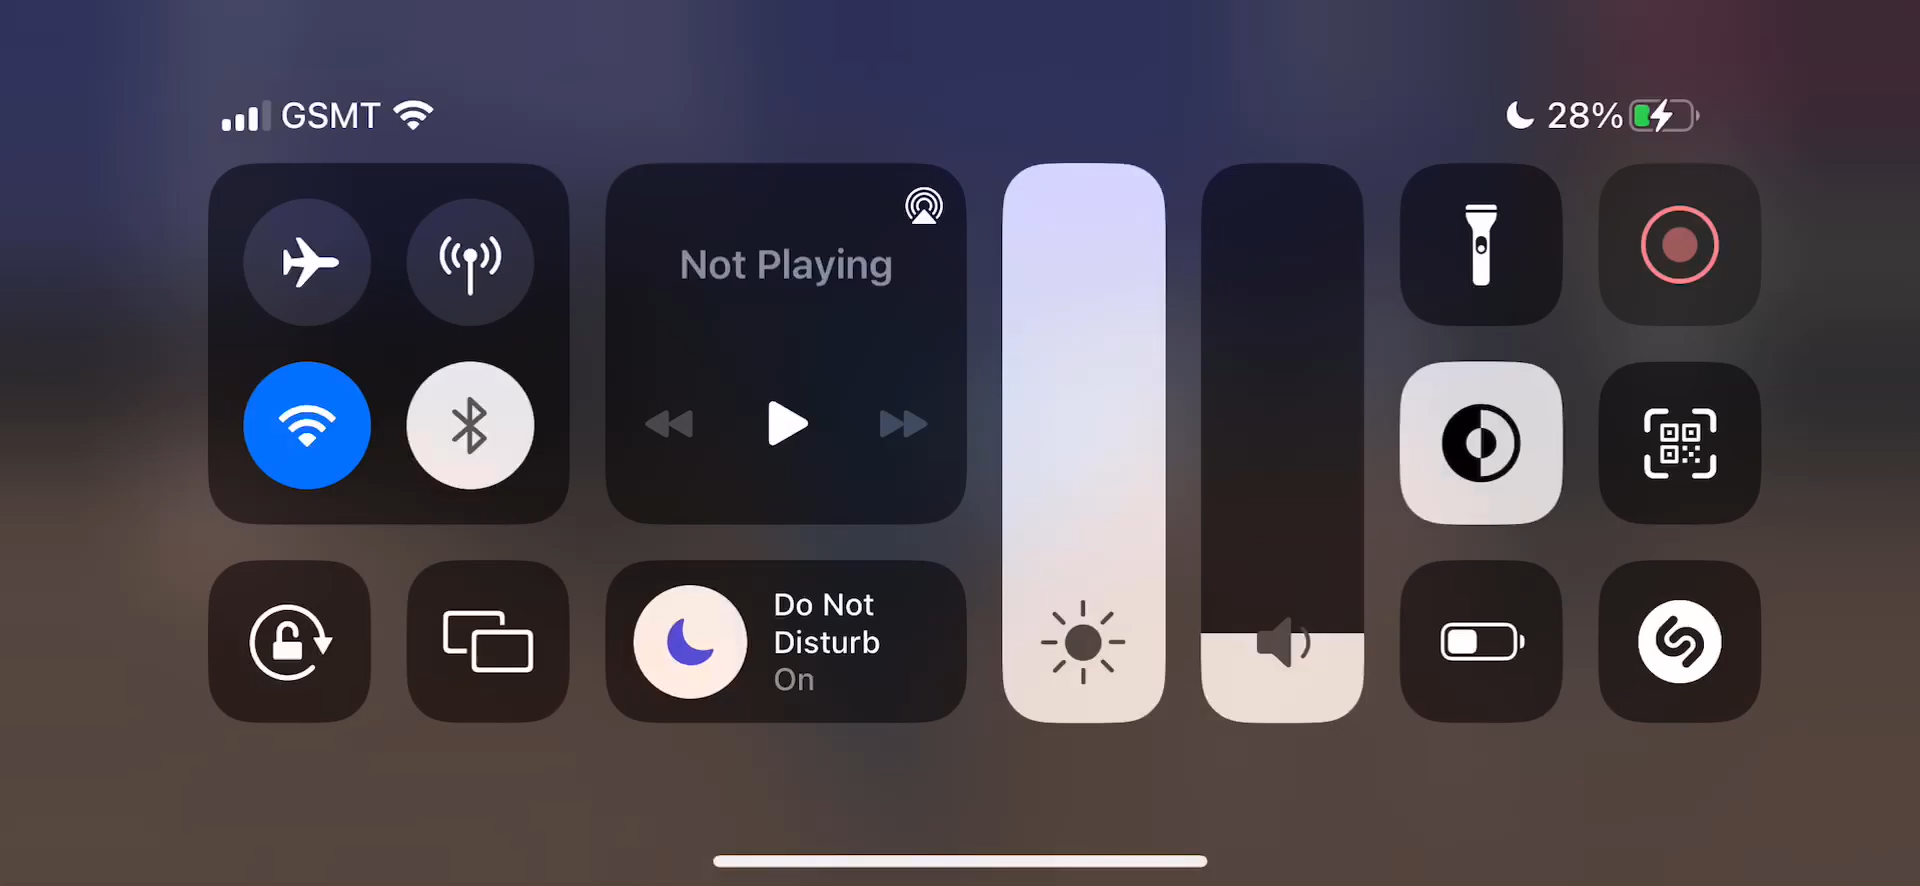 GSMT
28%
Not Playing
Do Not
Disturb
On